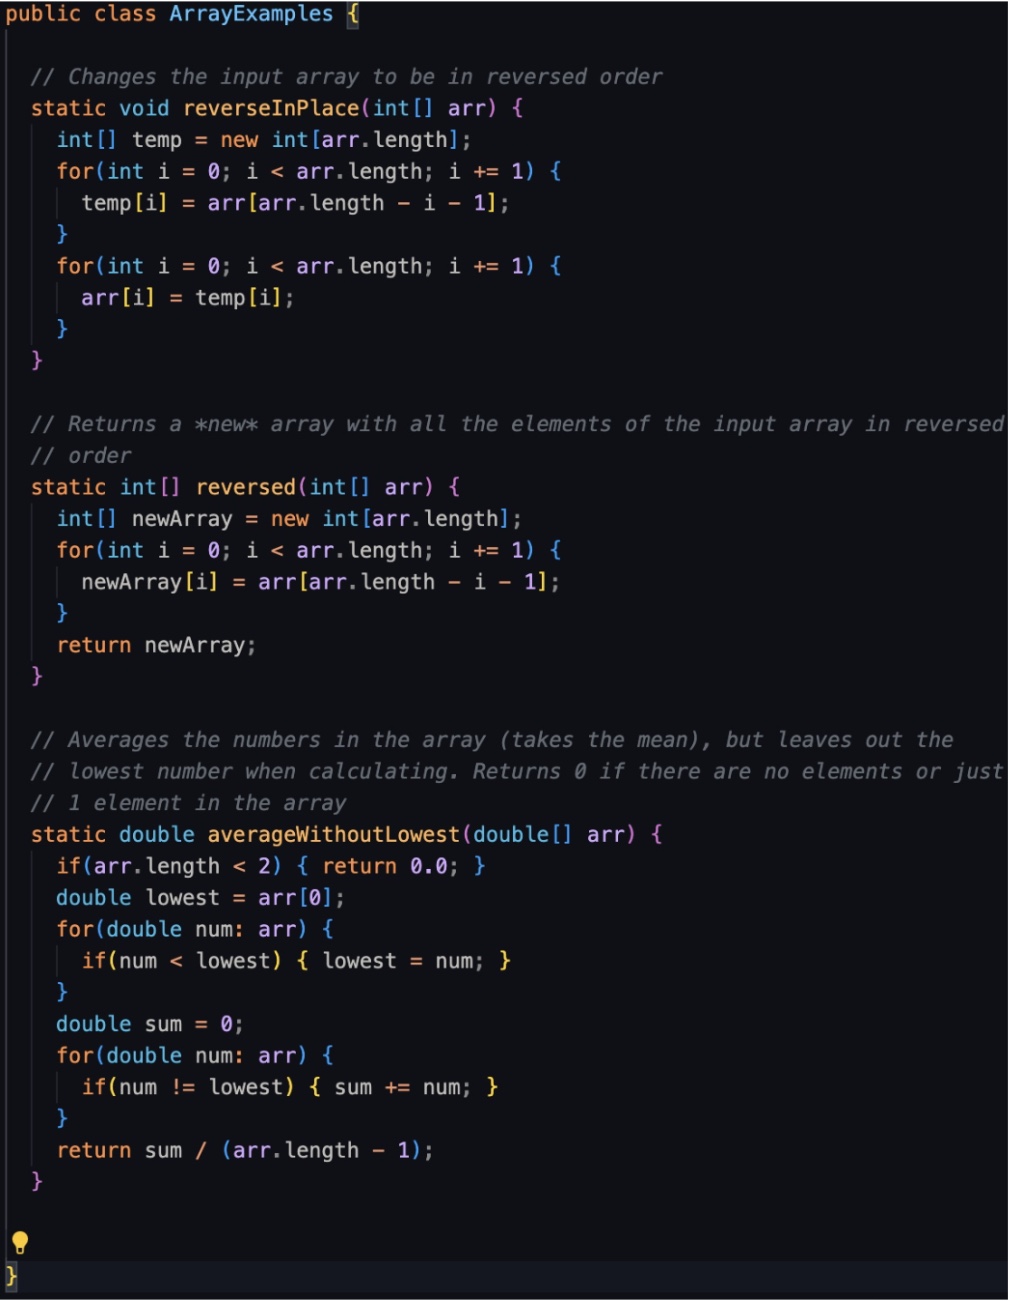 public class ArrayExamples {
// Changes the input array to be in reversed order
static void reverseInPlace(int[] arr) {
int[] temp = new int[arr.length];
for(int i = 0; i < arr.length; i += 1) {
temp[i] = arr[arr.length - i - 1];
}
for(int i = 0; i < arr.length; i += 1) {
arr[i] = temp[i];
}
}
// Returns a *new* array with all the elements of the input array in reversed
// order
static int[] reversed(int[] arr) {
int[] newArray = new int[arr.length];
for(int i = 0; i < arr.length; i += 1) {
newArray[i] = arr[arr.length - i - 1];
}
return newArray;
}
// Averages the numbers in the array (takes the mean), but leaves out the
// lowest number when calculating. Returns 0 if there are no elements or just
// 1 element in the array
static double averageWithoutLowest(double[] arr) {
if(arr.length < 2) { return 0.0; }
double lowest = arr[0];
for(double num: arr) {
if(num < lowest) { lowest = num; }
}
double sum = 0;
for(double num: arr) {
if(num != lowest) { sum += num; }
}
return sum / (arr.length - 1);
}
}